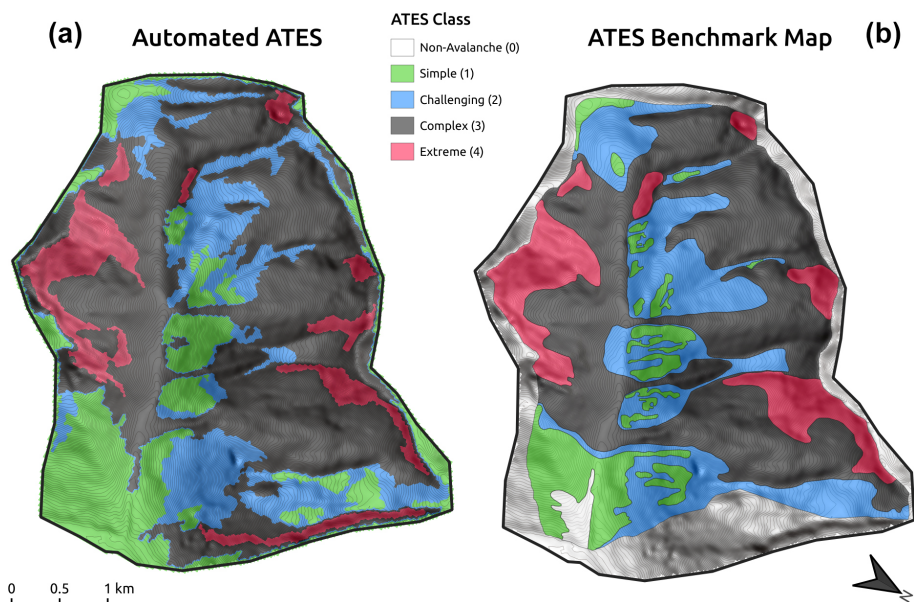 (a)
Automated ATES
ATES Class
Non-Avalanche (0)
Simple (1)
Challenging (2)
Complex (3)
Extreme (4)
ATES Benchmark Map
(b)
0 0.5 1 km
N